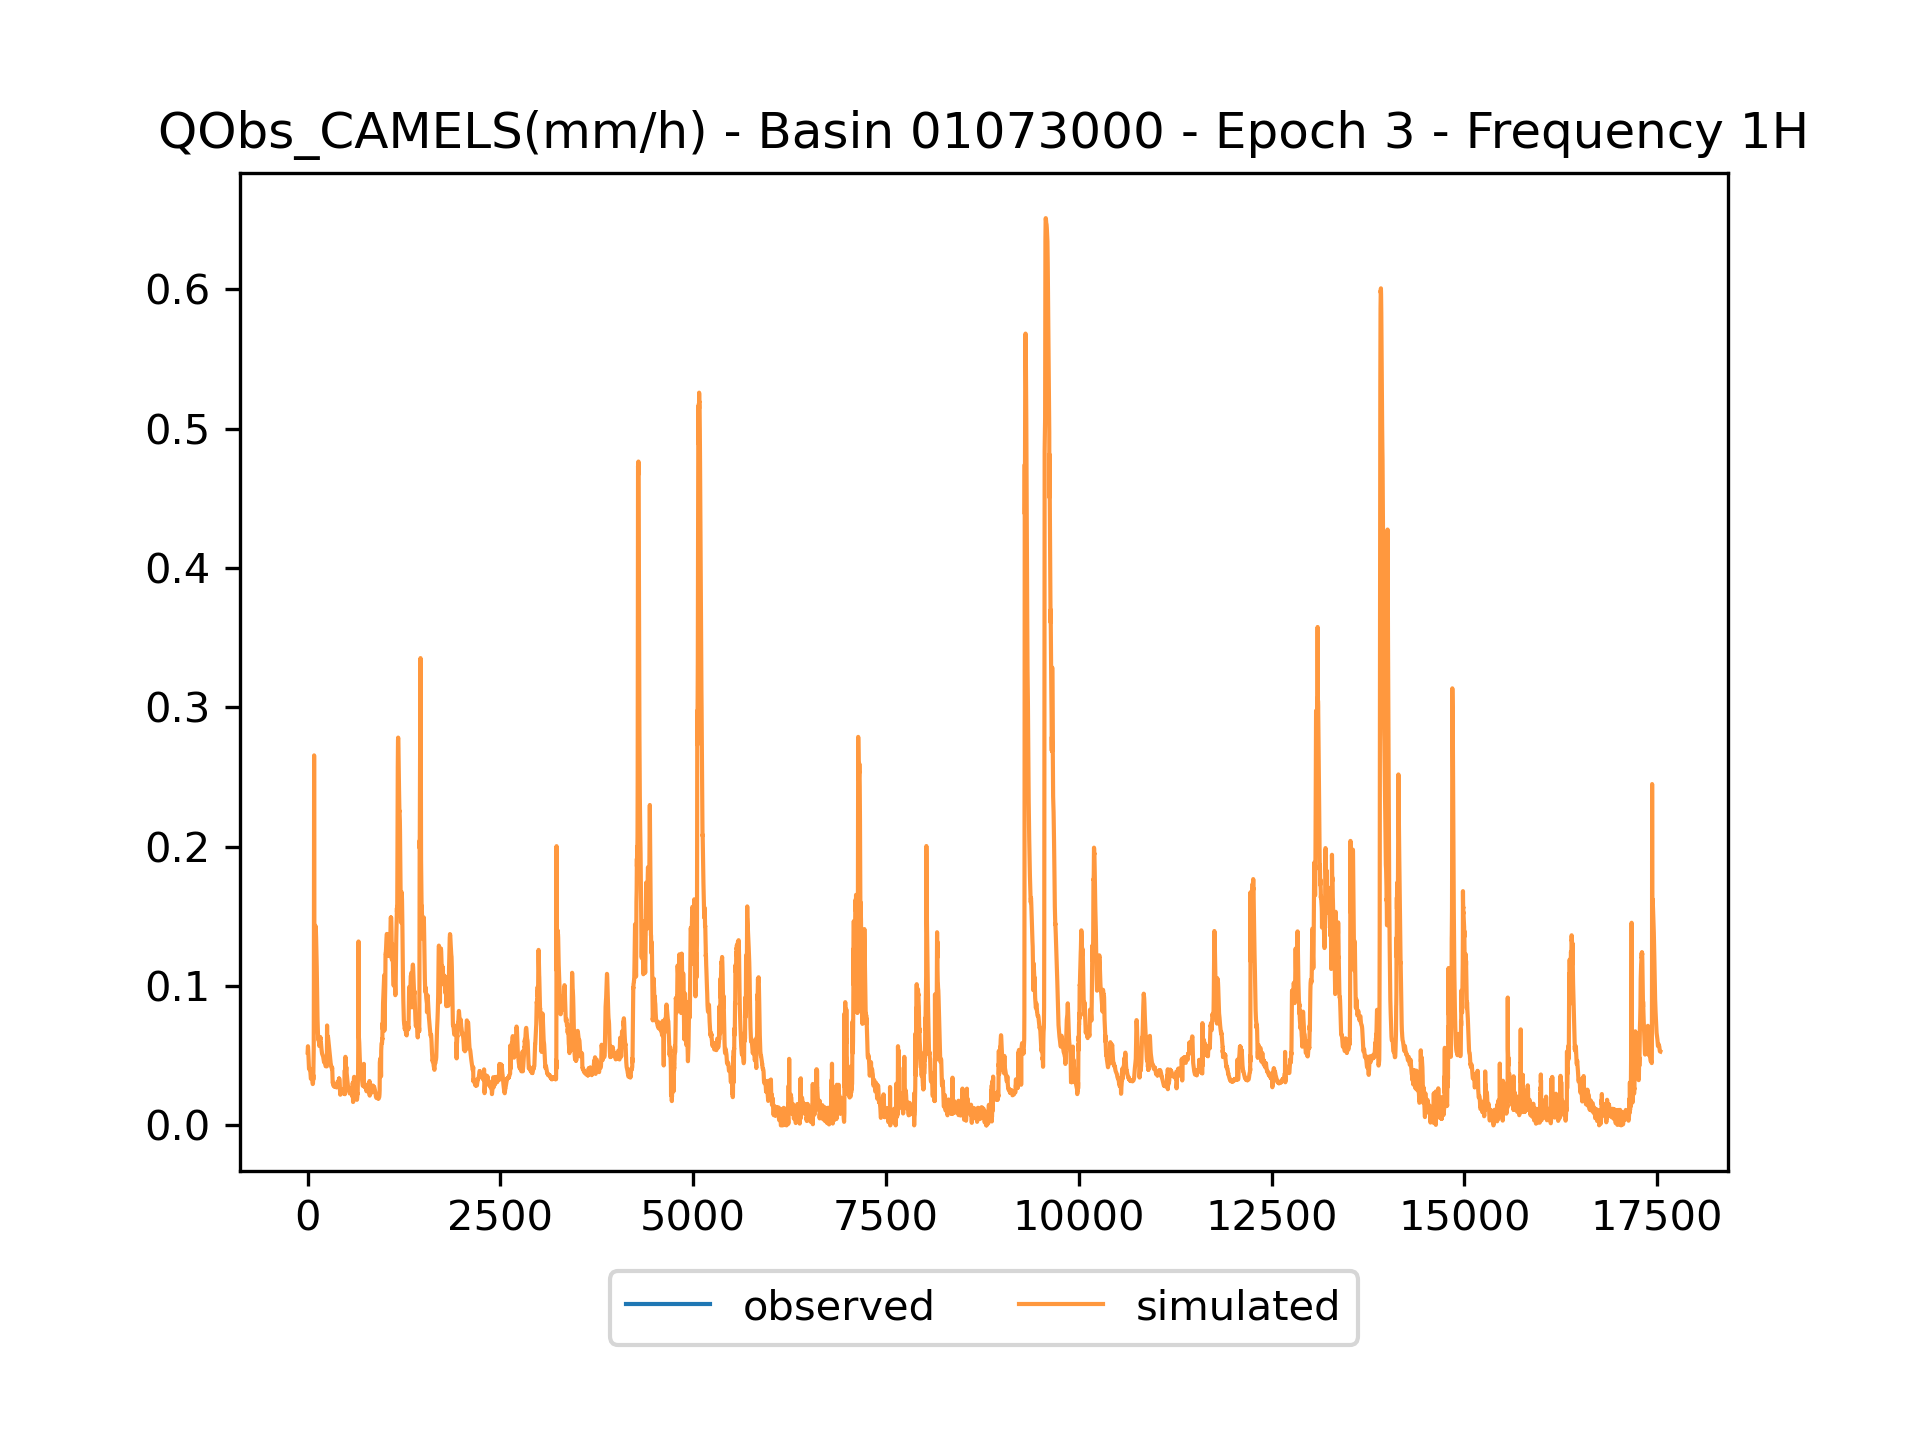 QObs_CAMELS(mm/h) - Basin 01073000 - Epoch 3 - Frequency 1H
0.6
0.5
0.4
0.3
0.2
0.1
0.0
0 2500 5000 7500 10000 12500 15000 17500
observed simulated